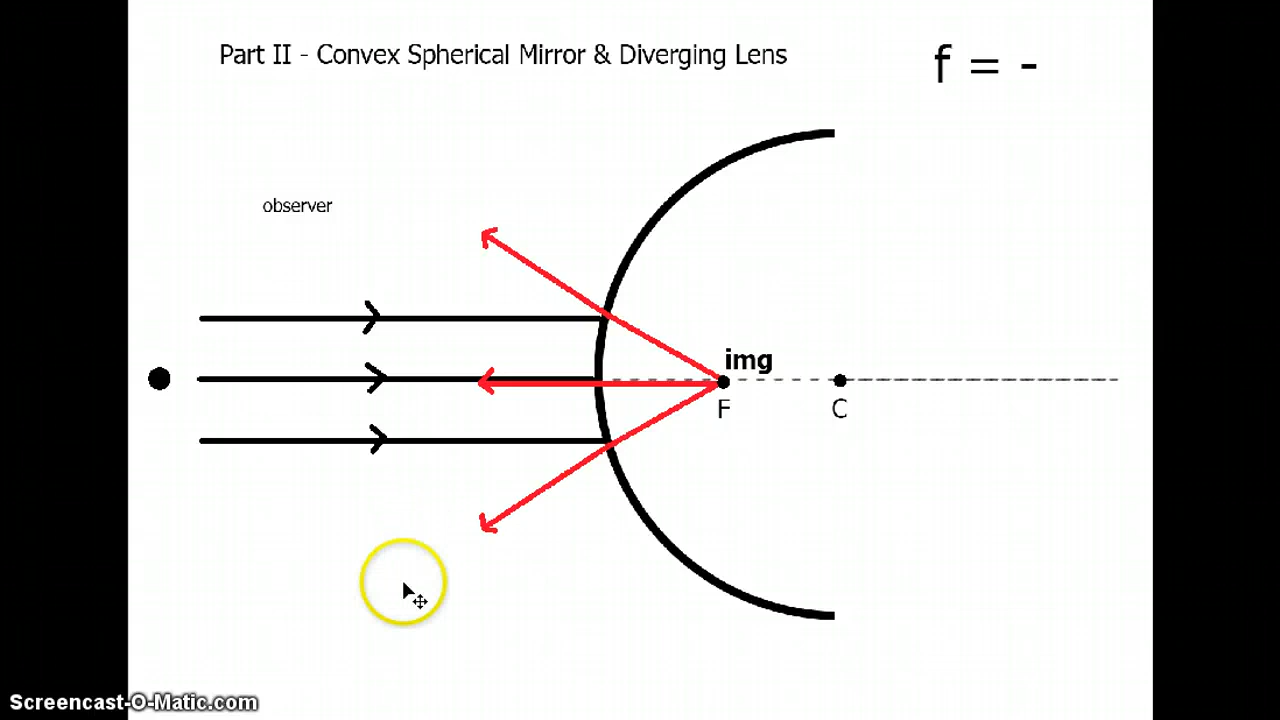 Part II - Convex Spherical Mirror & Diverging Lens
f = -
observer
img
F
C
Screencast-O-Matic.com